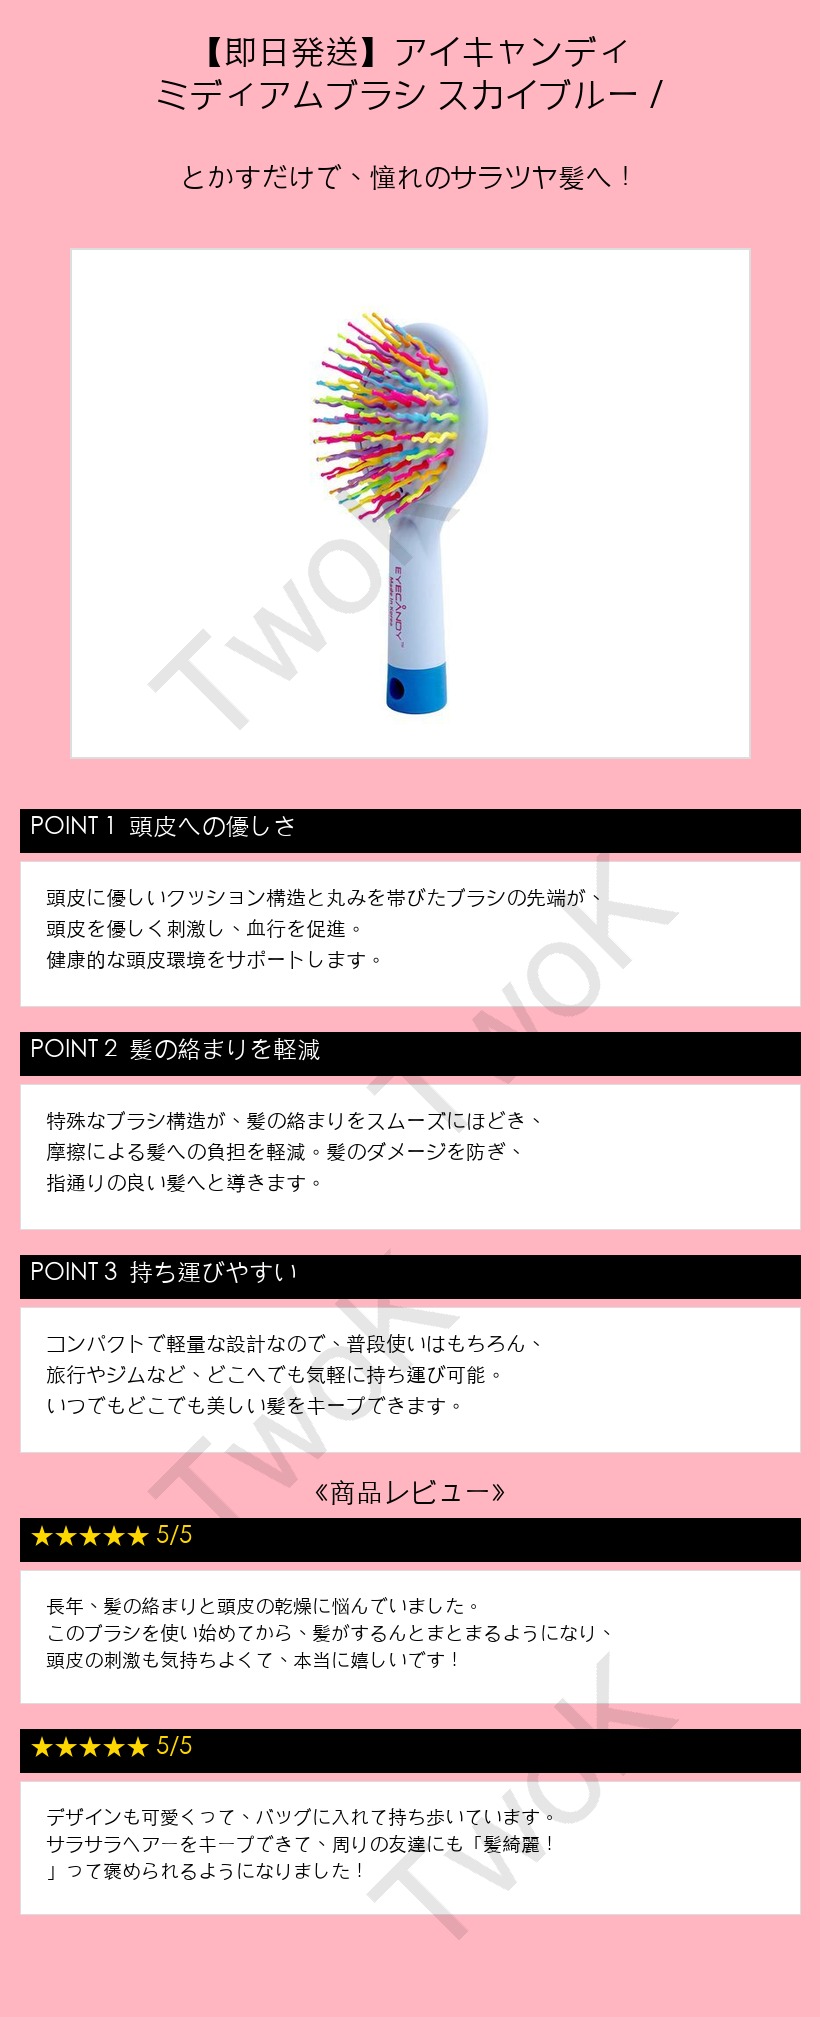 【即日発送】アイキャンディ
ミディアムブラシ スカイブルー /
とかすだけで、憧れのサラツヤ髪へ！
EYECANDY™
Made in Korea
TwoK
POINT 1 頭皮への優しさ
頭皮に優しいクッション構造と丸みを帯びたブラシの先端が、
頭皮を優しく刺激し、血行を促進。
健康的な頭皮環境をサポートします。
TwoK
POINT 2 髪の絡まりを軽減
特殊なブラシ構造が、髪の絡まりをスムーズにほどき、
摩擦による髪への負担を軽減。髪のダメージを防ぎ、
指通りの良い髪へと導きます。
POINT 3 持ち運びやすい
コンパクトで軽量な設計なので、普段使いはもちろん、
旅行やジムなど、どこへでも気軽に持ち運び可能。
いつでもどこでも美しい髪をキープできます。
TwoK
《商品レビュー》
★★★★★ 5/5
長年、髪の絡まりと頭皮の乾燥に悩んでいました。
このブラシを使い始めてから、髪がするんとまとまるようになり、
頭皮の刺激も気持ちよくて、本当に嬉しいです！
★★★★★ 5/5
デザインも可愛くって、バッグに入れて持ち歩いています。
サラサラヘアーをキープできて、周りの友達にも「髪綺麗！
」って褒められるようになりました！
TwoK